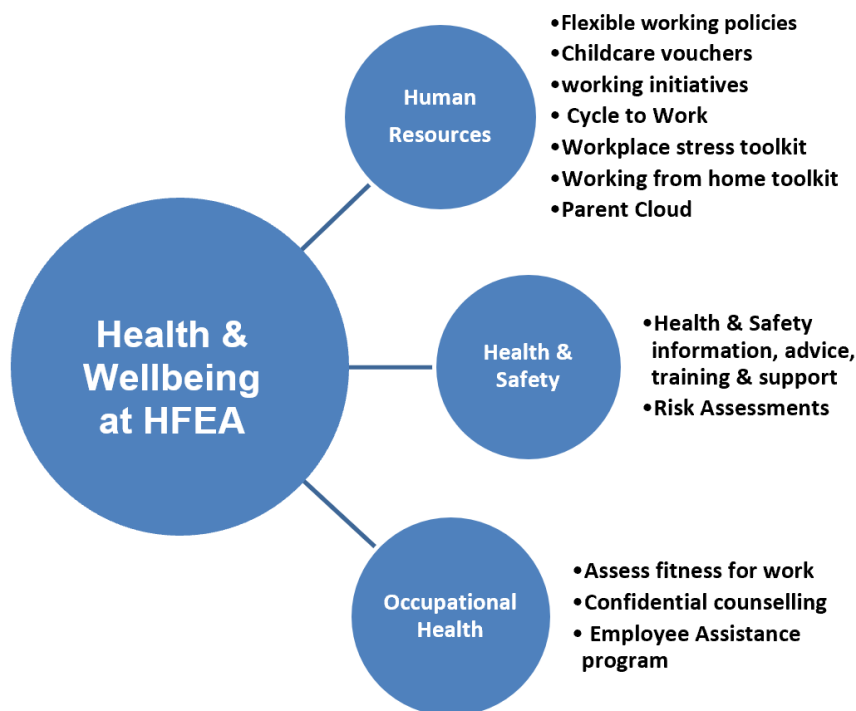 Health &
Wellbeing
at HFEA
Human
Resources
•Flexible working policies
•Childcare vouchers
•working initiatives
• Cycle to Work
•Workplace stress toolkit
•Working from home toolkit
•Parent Cloud
Health &
Safety
•Health & Safety
information, advice,
training & support
•Risk Assessments
Occupational
Health
•Assess fitness for work
•Confidential counselling
• Employee Assistance
program